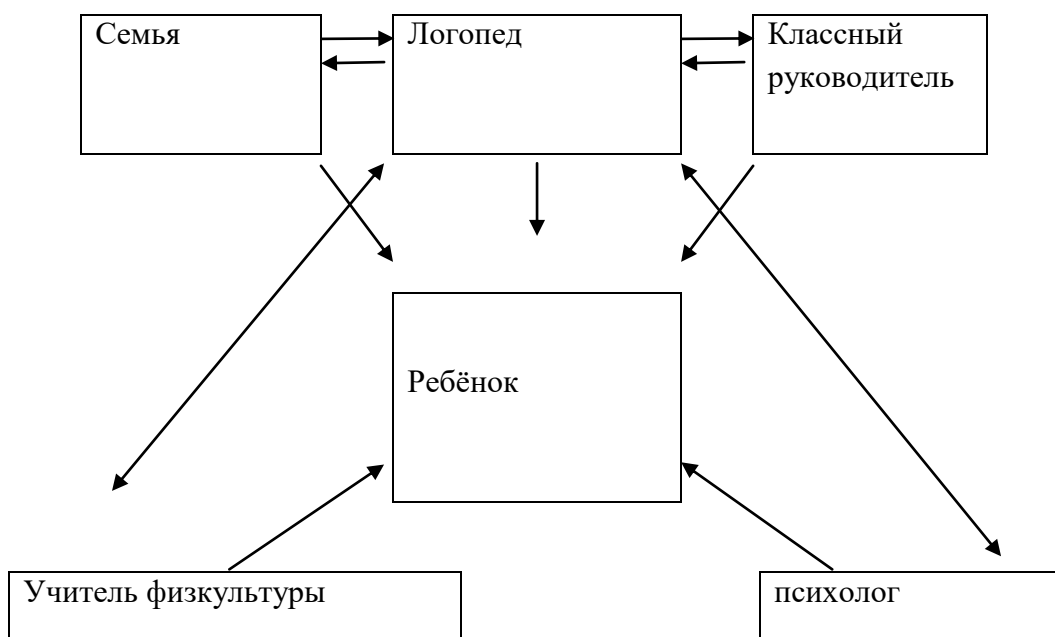 Семья
Логопед
Классный
руководитель
Ребёнок
Учитель физкультуры
психолог